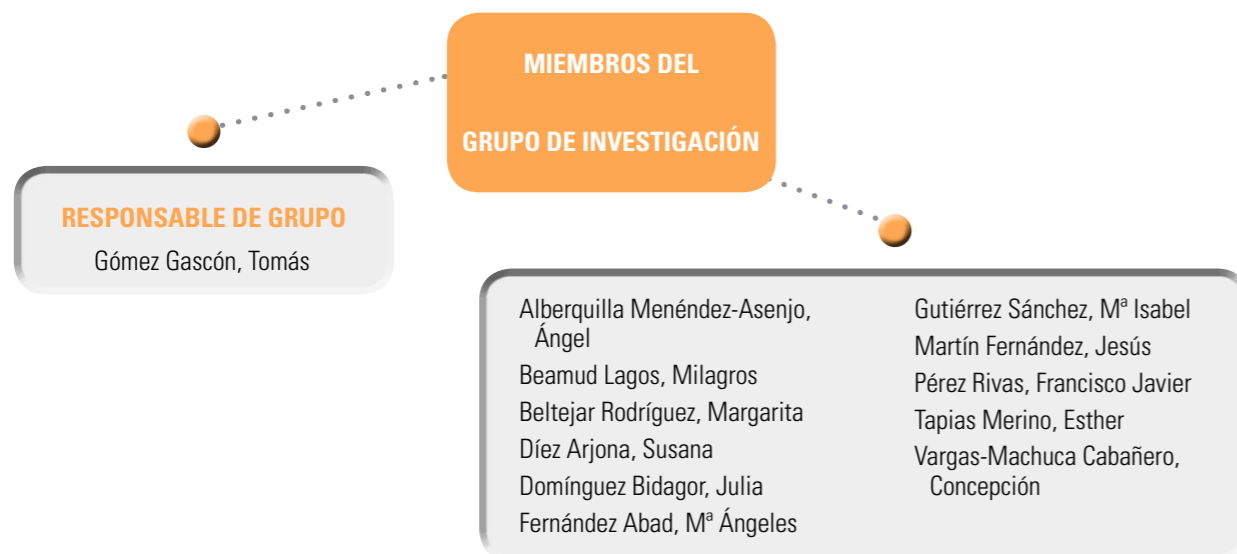 MIEMBROS DEL
GRUPO DE INVESTIGACIÓN
RESPONSABLE DE GRUPO
Gómez Gascón, Tomás
Alberquilla Menéndez-Asenjo,
Ángel
Beamud Lagos, Milagros
Beltejar Rodríguez, Margarita
Díez Arjona, Susana
Domínguez Bidagor, Julia
Fernández Abad, Mª Ángeles
Gutiérrez Sánchez, Mª Isabel
Martín Fernández, Jesús
Pérez Rivas, Francisco Javier
Tapias Merino, Esther
Vargas-Machuca Cabañero,
Concepción